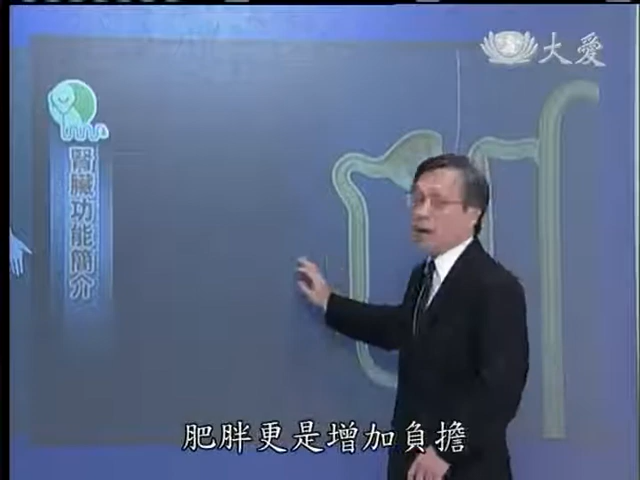 大愛
腎臟功能簡介
肥胖更是增加負擔